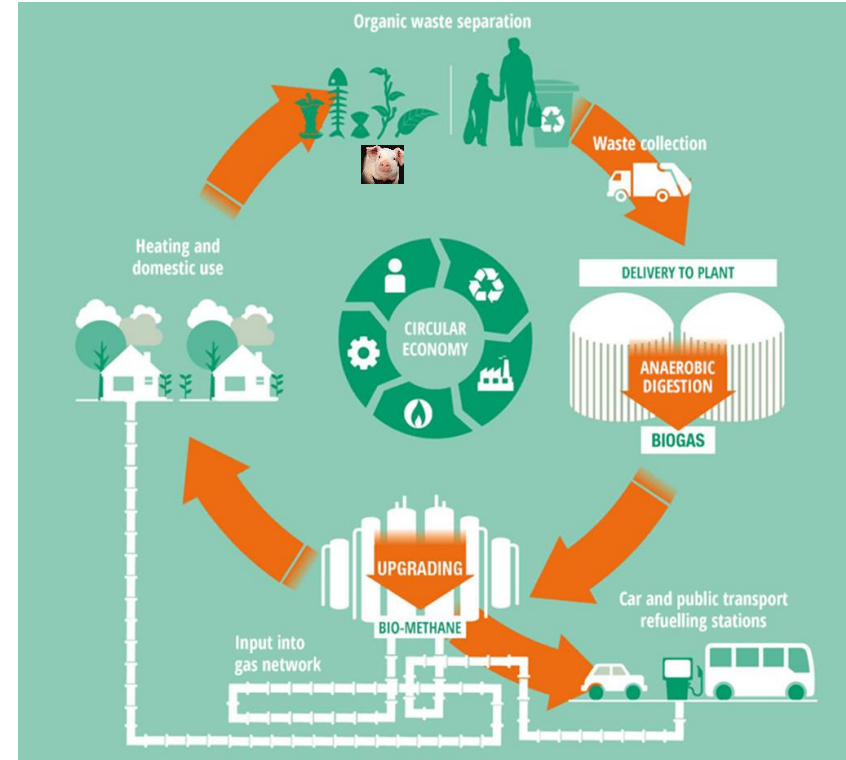 Organic waste separation
Waste collection
DELIVERY TO PLANT
ANAEROBIC
DIGESTION
BIOGAS
Heating and
domestic use
CIRCULAR
ECONOMY
UPGRADING
BIO-METHANE
Input into
gas network
Car and public transport
refuelling stations